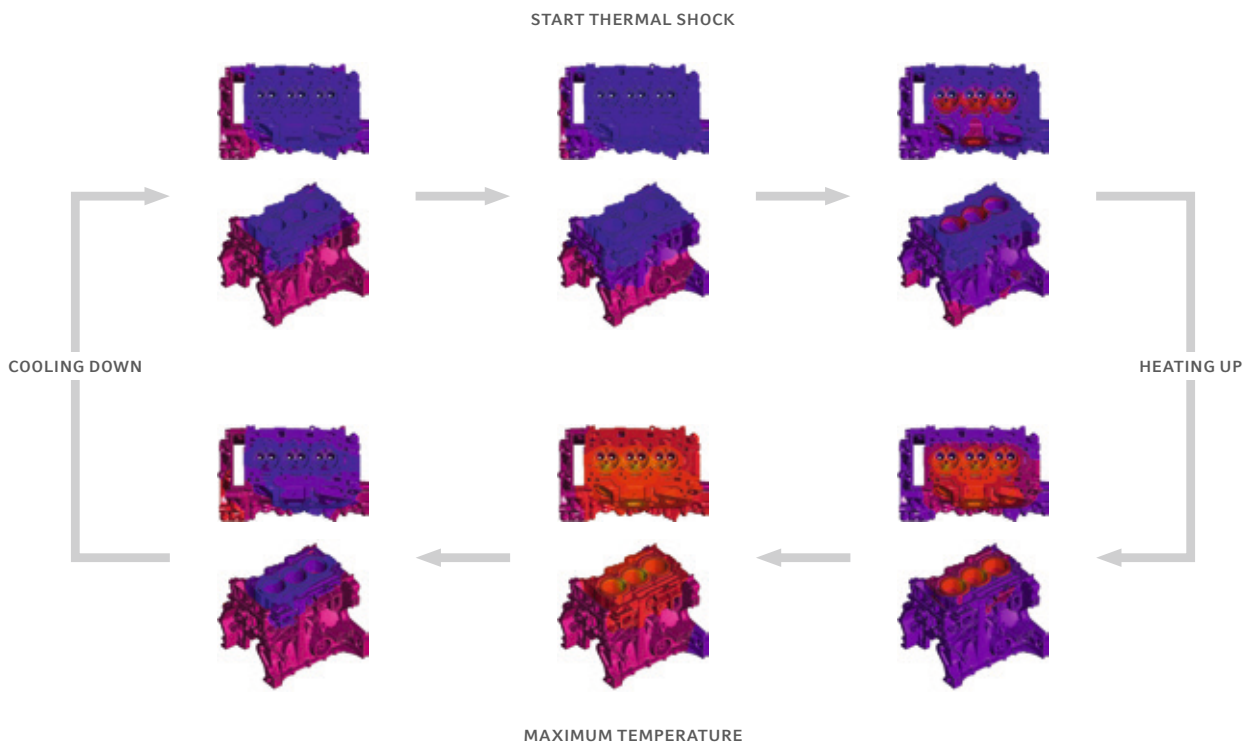 START THERMAL SHOCK
COOLING DOWN
HEATING UP
MAXIMUM TEMPERATURE